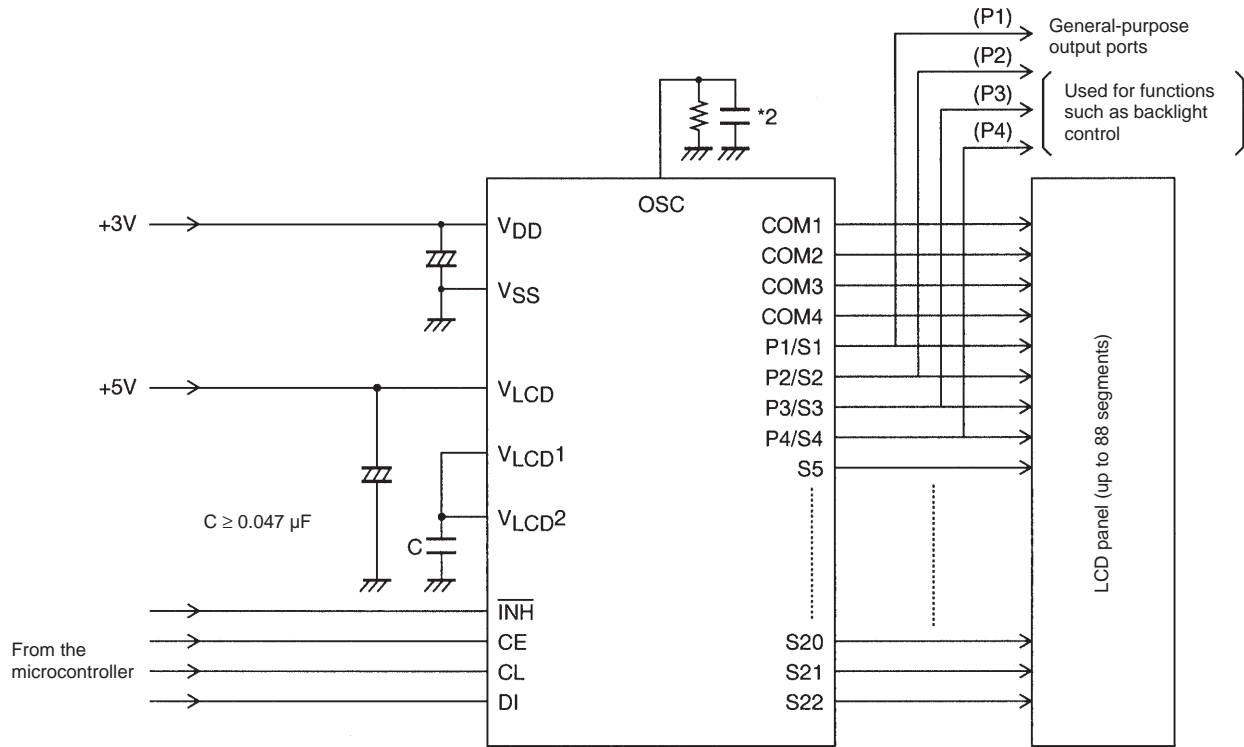 (P1)
General-purpose
output ports
(P2)
(P3)
Used for functions
such as backlight
control
(P4)
*2
OSC
+3V
VDD
VSS
+5V
VLCD
VLCD1
VLCD2
C ≥ 0.047 µF
C
INH
From the
microcontroller
CE
CL
DI
COM1
COM2
COM3
COM4
P1/S1
P2/S2
P3/S3
P4/S4
S5
S20
S21
S22
LCD panel (up to 88 segments)